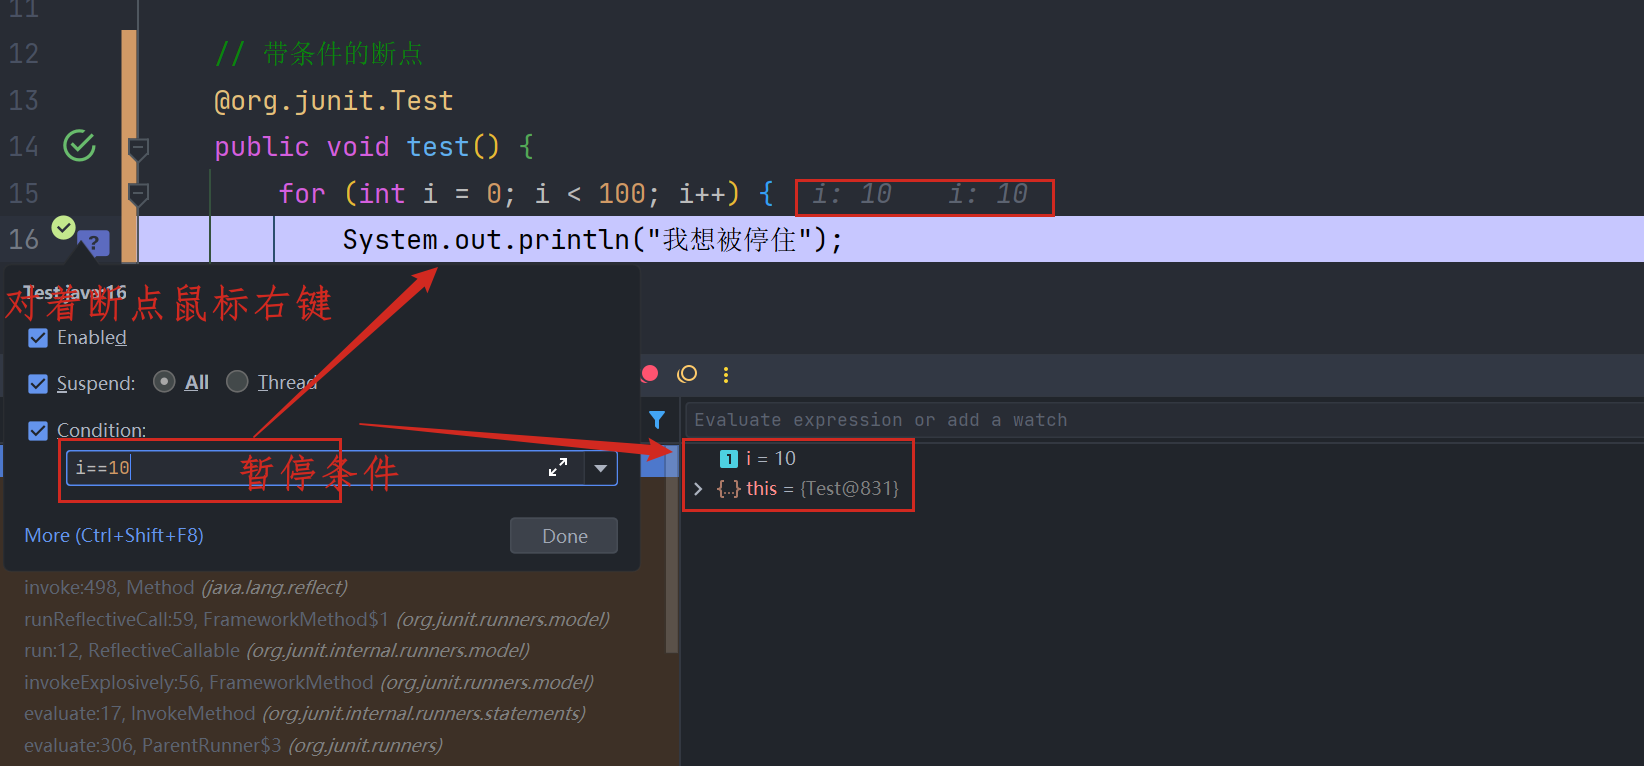 11
12 // 带条件的断点
13 @org.junit.Test
14 public void test() {
15 for (int i = 0; i < 100; i++) { i: 10 i: 10
16 System.out.println("我想被停住");
Test.java:16
对着断点鼠标右键
Enabled
Suspend: All Thread
Condition:
i==10
暂停条件
More (Ctrl+Shift+F8)
Done
invoke:498, Method (java.lang.reflect)
runReflectiveCall:59, FrameworkMethod$1 (org.junit.runners.model)
run:12, ReflectiveCallable (org.junit.internal.runners.model)
invokeExplosively:56, FrameworkMethod (org.junit.runners.model)
evaluate:17, InvokeMethod (org.junit.internal.runners.statements)
evaluate:306, ParentRunner$3 (org.junit.runners)
Evaluate expression or add a watch
i = 10
{...} this = {Test@831}